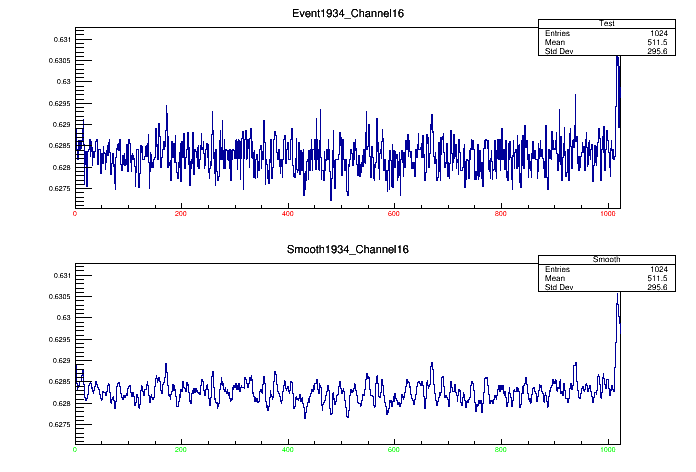 Event1934_Channel16
Test
Entries 1024
Mean 511.5
Std Dev 295.6
0.631
0.6305
0.63
0.6295
0.629
0.6285
0.628
0.6275
0 200 400 600 800 1000
Smooth1934_Channel16
Smooth
Entries 1024
Mean 511.5
Std Dev 295.6
0.631
0.6305
0.63
0.6295
0.629
0.6285
0.628
0.6275
0 200 400 600 800 1000